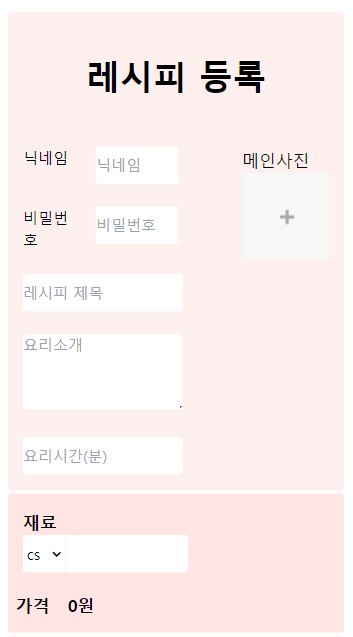 레시피 등록
닉네임 닉네임
메인사진
+
비밀번
호
비밀번호
레시피 제목
요리소개
요리시간(분)
재료
cs
가격 0원